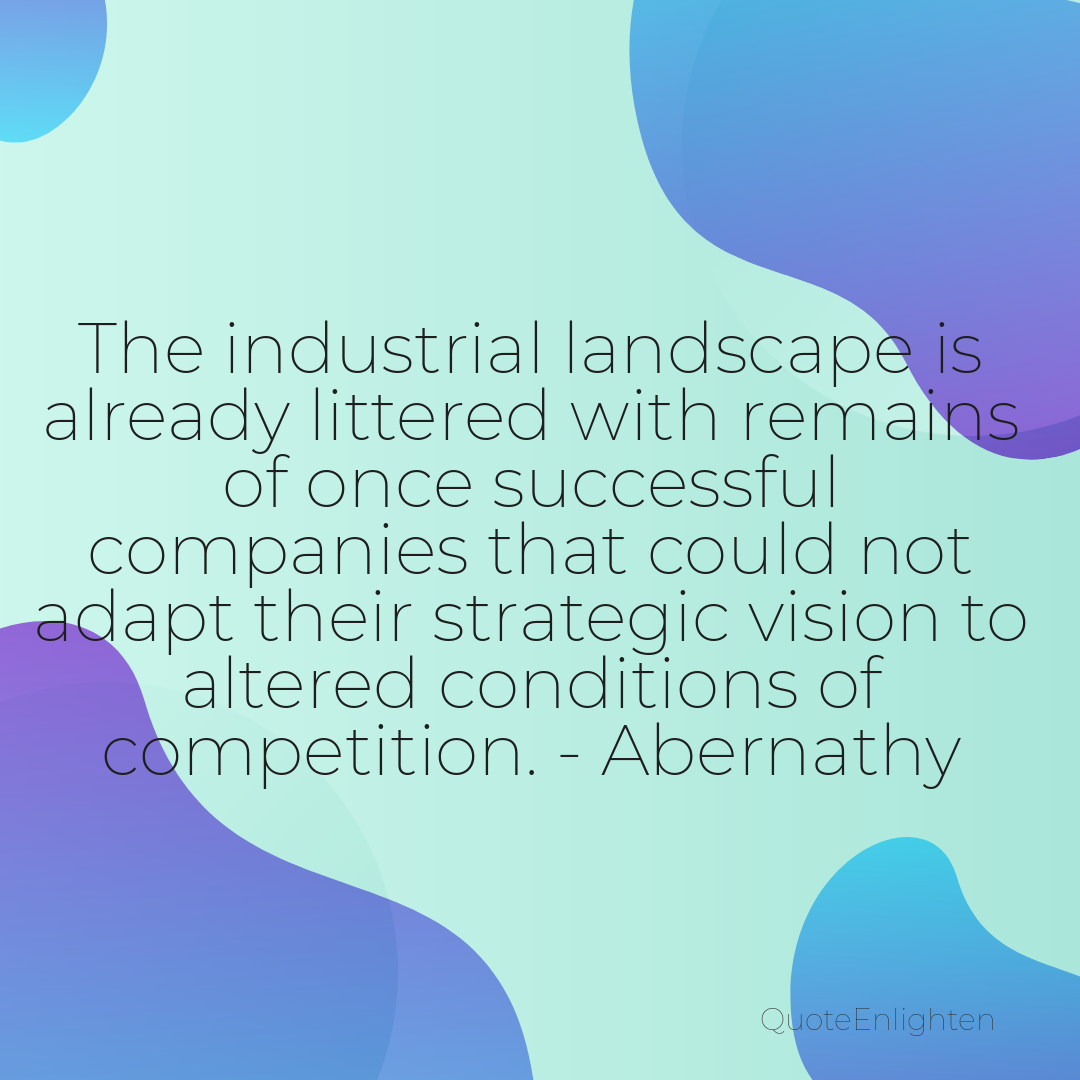 The industrial landscape is
already littered with remains
of once successful
companies that could not
adapt their strategic vision to
altered conditions of
competition. - Abernathy
QuoteEnlighten